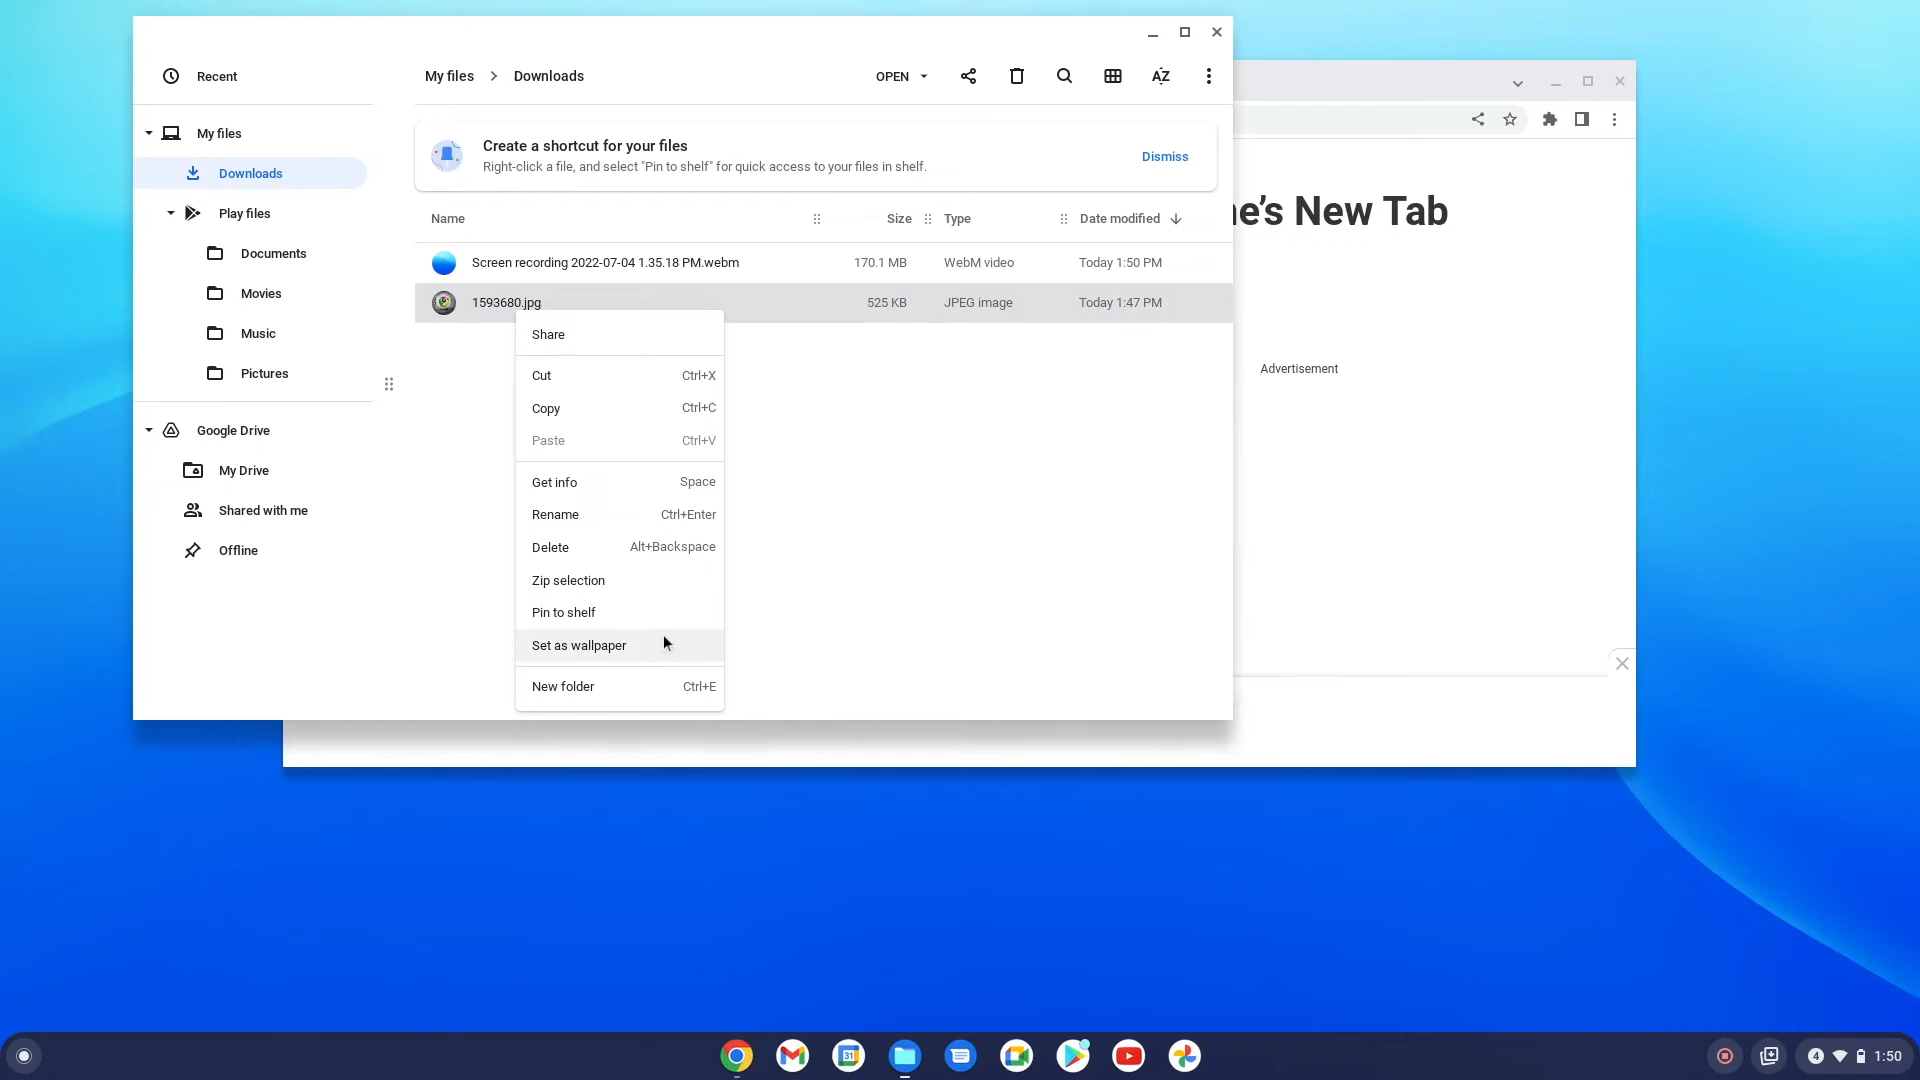 Recent
My files > Downloads
OPEN
AZ
My files
Downloads
Play files
Documents
Movies
Music
Pictures
Google Drive
My Drive
Shared with me
Offline
Create a shortcut for your files
Right-click a file, and select "Pin to shelf" for quick access to your files in shelf.
Dismiss
Name Size Type Date modified
Screen recording 2022-07-04 1.35.18 PM.webm 170.1 MB WebM video Today 1:50 PM
1593680.jpg 525 KB JPEG image Today 1:47 PM
Share
Cut Ctrl+X
Copy Ctrl+C
Paste Ctrl+V
Get info Space
Rename Ctrl+Enter
Delete Alt+Backspace
Zip selection
Pin to shelf
Set as wallpaper
New folder Ctrl+E
e's New Tab
Advertisement
31
4
1:50